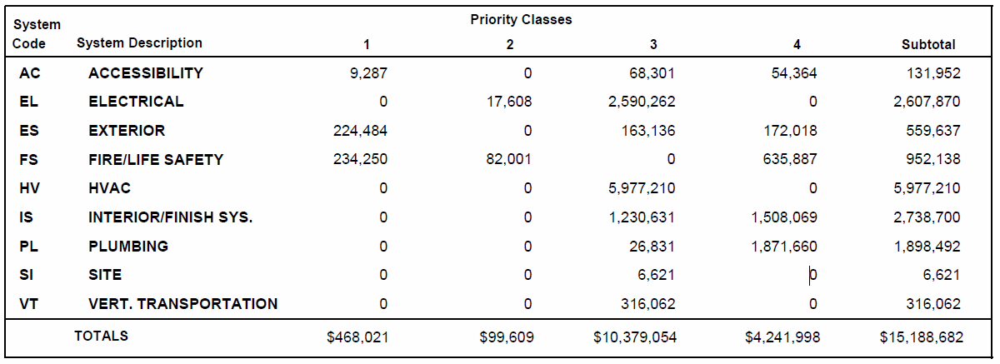 Priority Classes
System
Code System Description 1 2 3 4 Subtotal
AC ACCESSIBILITY 9,287 0 68,301 54,364 131,952
EL ELECTRICAL 0 17,608 2,590,262 0 2,607,870
ES EXTERIOR 224,484 0 163,136 172,018 559,637
FS FIRE/LIFE SAFETY 234,250 82,001 0 635,887 952,138
HV HVAC 0 0 5,977,210 0 5,977,210
IS INTERIOR/FINISH SYS. 0 0 1,230,631 1,508,069 2,738,700
PL PLUMBING 0 0 26,831 1,871,660 1,898,492
SI SITE 0 0 6,621 0 6,621
VT VERT. TRANSPORTATION 0 0 316,062 0 316,062
TOTALS $468,021 $99,609 $10,379,054 $4,241,998 $15,188,682